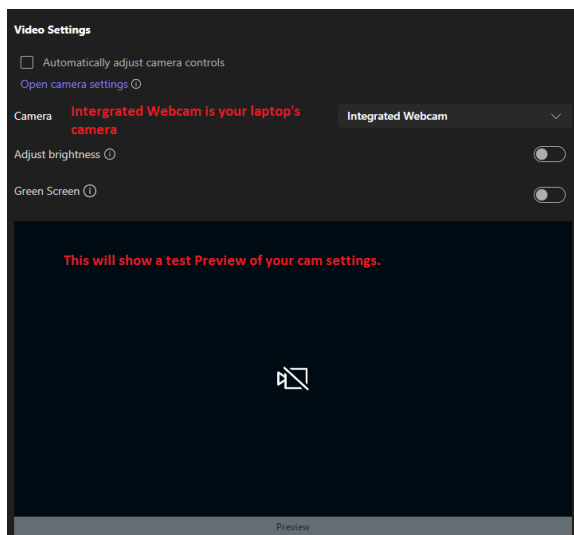 Video Settings
Automatically adjust camera controls
Open camera settings
Camera
Intergrated Webcam is your laptop's
camera
Integrated Webcam
Adjust brightness
Green Screen
This will show a test Preview of your cam settings.
Preview